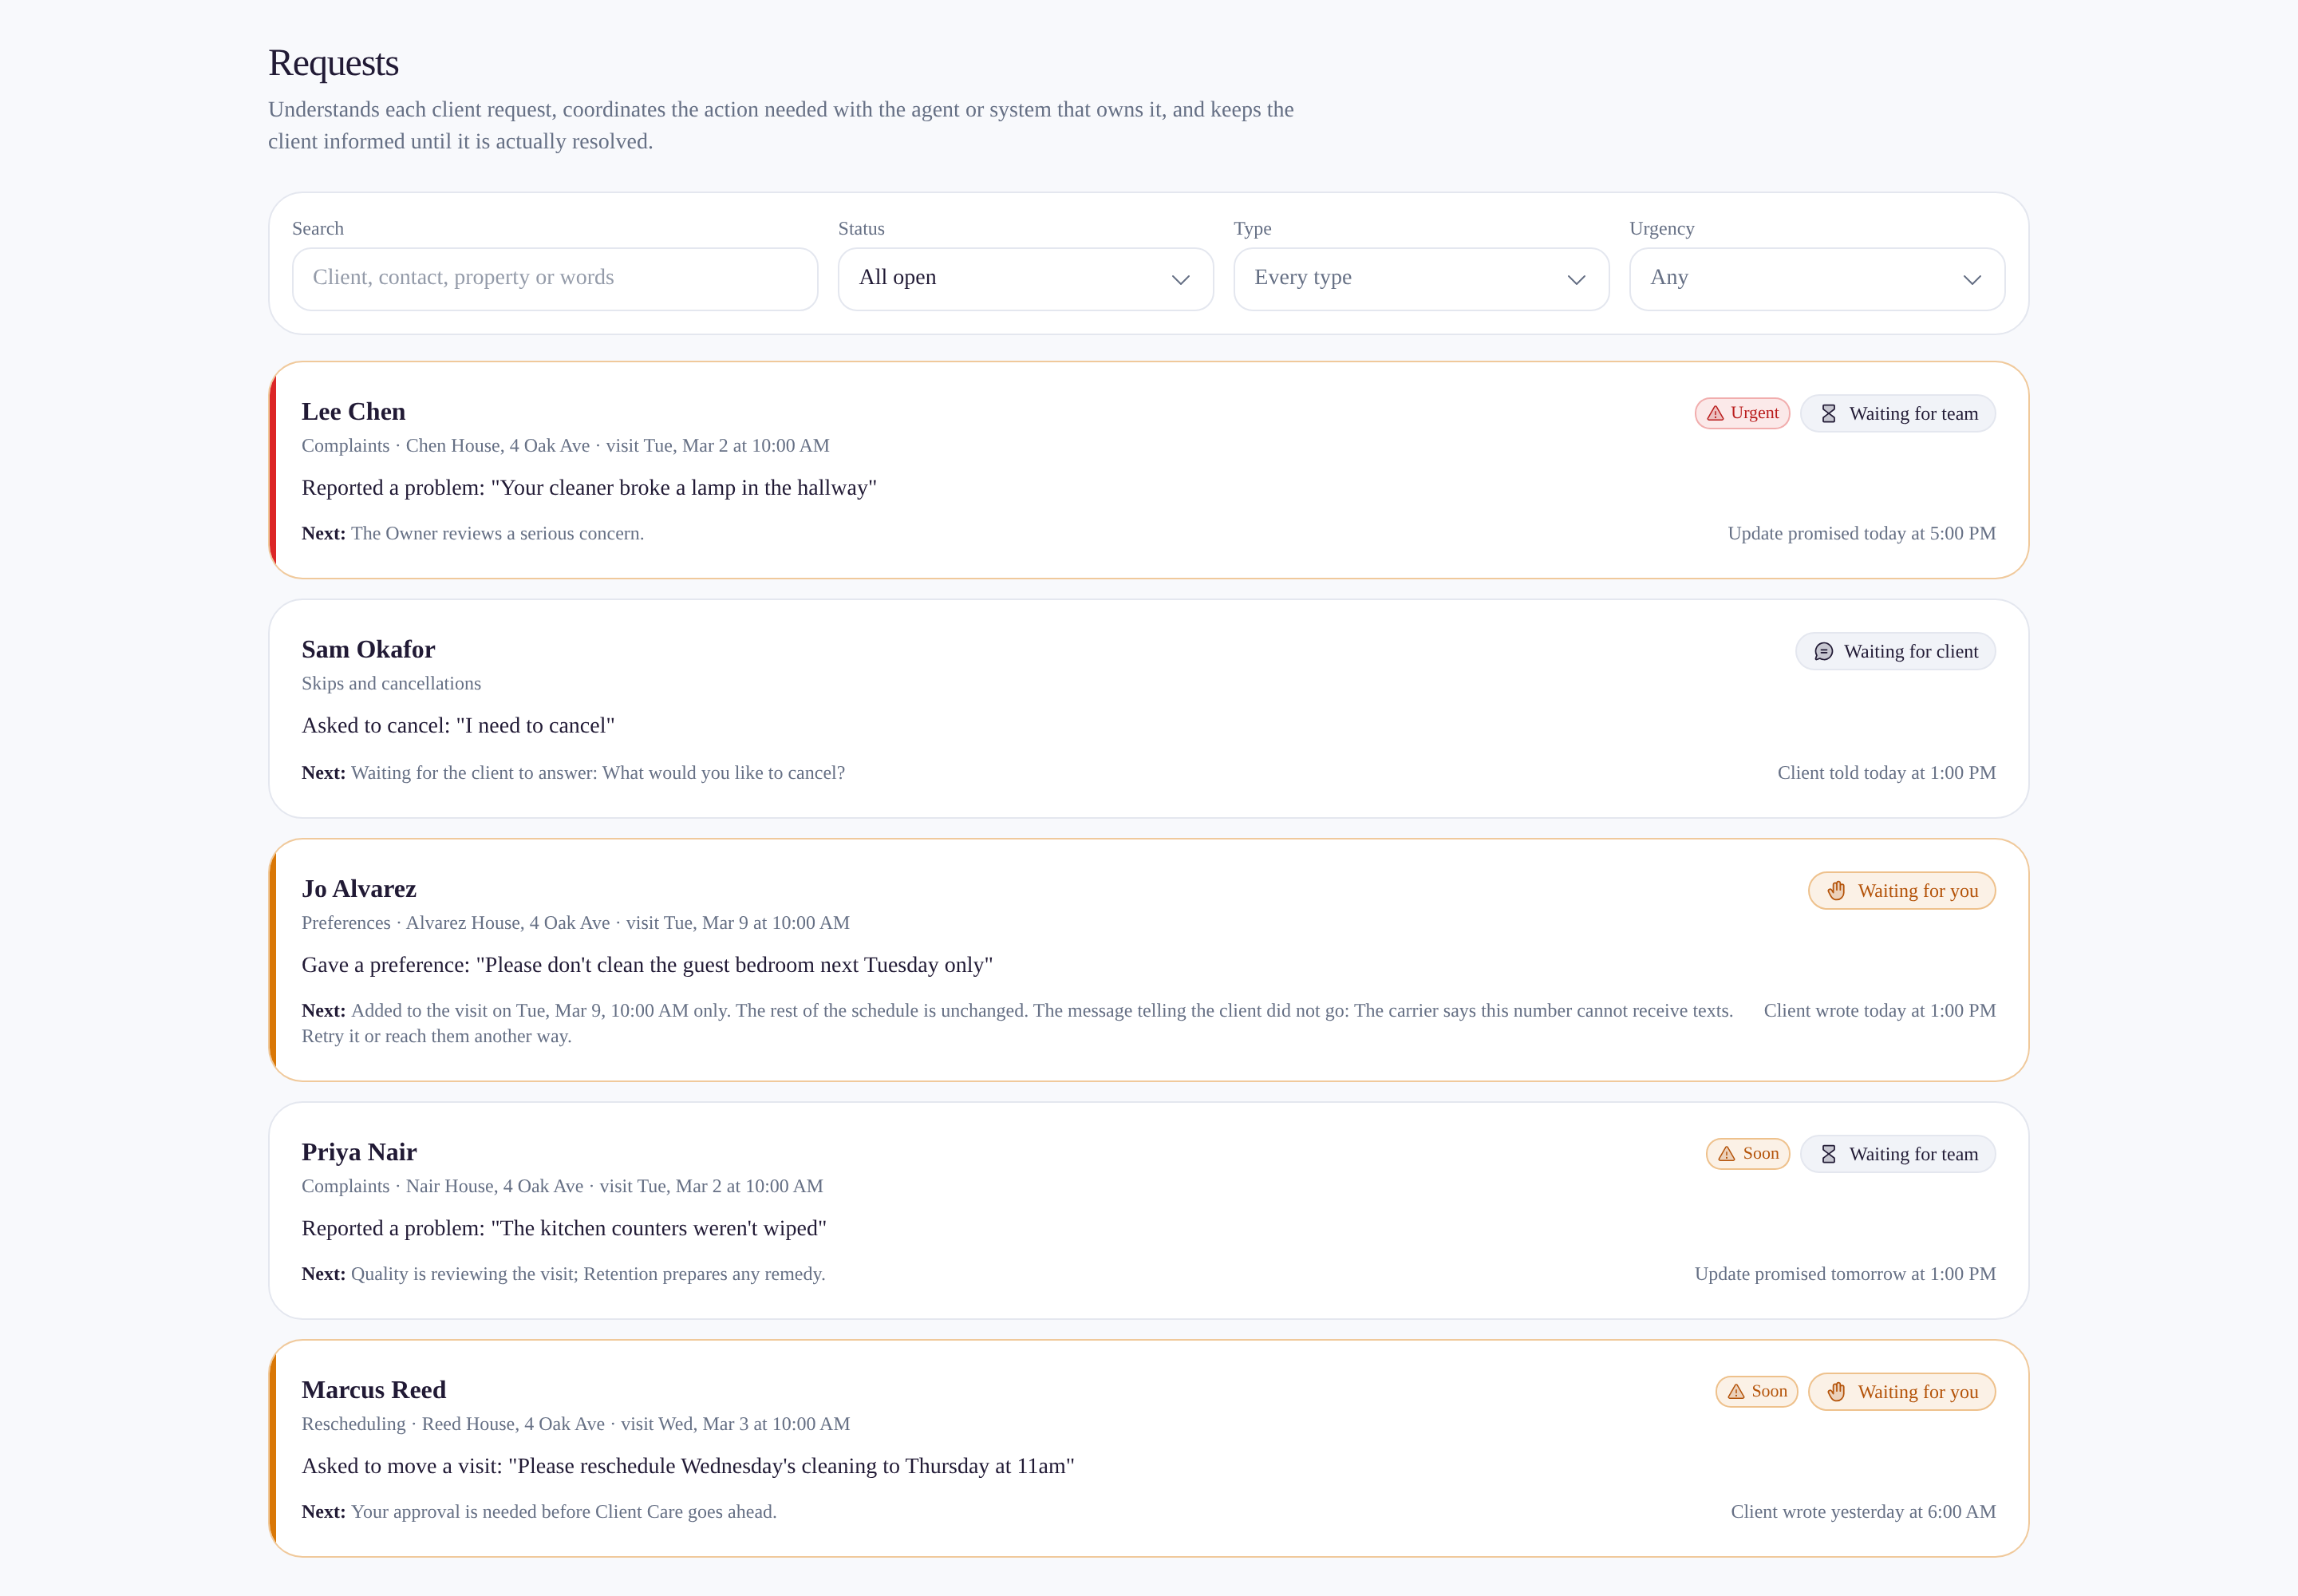 Requests
Understands each client request, coordinates the action needed with the agent or system that owns it, and keeps the
client informed until it is actually resolved.
Search
Status
Type
Urgency
Client, contact, property or words
All open
Every type
Any
Lee Chen
Urgent
Waiting for team
Complaints · Chen House, 4 Oak Ave · visit Tue, Mar 2 at 10:00 AM
Reported a problem: "Your cleaner broke a lamp in the hallway"
Next: The Owner reviews a serious concern.
Update promised today at 5:00 PM
Sam Okafor
Waiting for client
Skips and cancellations
Asked to cancel: "I need to cancel"
Next: Waiting for the client to answer: What would you like to cancel?
Client told today at 1:00 PM
Jo Alvarez
Waiting for you
Preferences · Alvarez House, 4 Oak Ave · visit Tue, Mar 9 at 10:00 AM
Gave a preference: "Please don't clean the guest bedroom next Tuesday only"
Next: Added to the visit on Tue, Mar 9, 10:00 AM only. The rest of the schedule is unchanged. The message telling the client did not go: The carrier says this number cannot receive texts.
Retry it or reach them another way.
Client wrote today at 1:00 PM
Priya Nair
Soon
Waiting for team
Complaints · Nair House, 4 Oak Ave · visit Tue, Mar 2 at 10:00 AM
Reported a problem: "The kitchen counters weren't wiped"
Next: Quality is reviewing the visit; Retention prepares any remedy.
Update promised tomorrow at 1:00 PM
Marcus Reed
Soon
Waiting for you
Rescheduling · Reed House, 4 Oak Ave · visit Wed, Mar 3 at 10:00 AM
Asked to move a visit: "Please reschedule Wednesday's cleaning to Thursday at 11am"
Next: Your approval is needed before Client Care goes ahead.
Client wrote yesterday at 6:00 AM